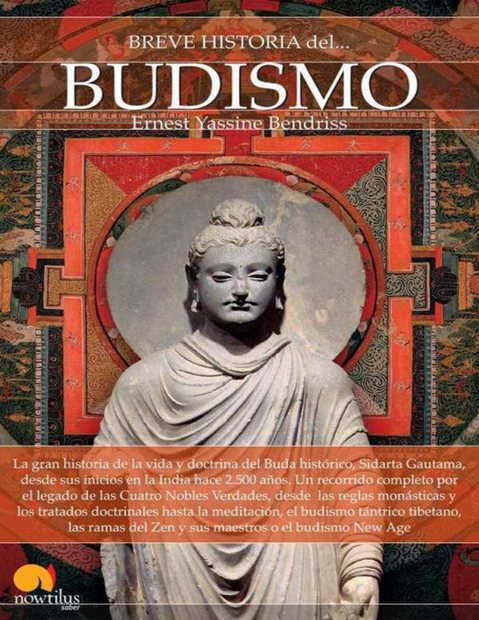 BREVE HISTORIA del...
BUDISMO
Ernest Yassine Bendriss
La gran historia de la vida y doctrina del Buda histórico, Sidarta Gautama,
desde sus inicios en la India hace 2.500 años. Un recorrido completo por
el legado de las Cuatro Nobles Verdades, desde las reglas monásticas y
los tratados doctrinales hasta la meditación, el budismo tántrico tibetano,
las ramas del Zen y sus maestros o el budismo New Age
nowtilus
saber